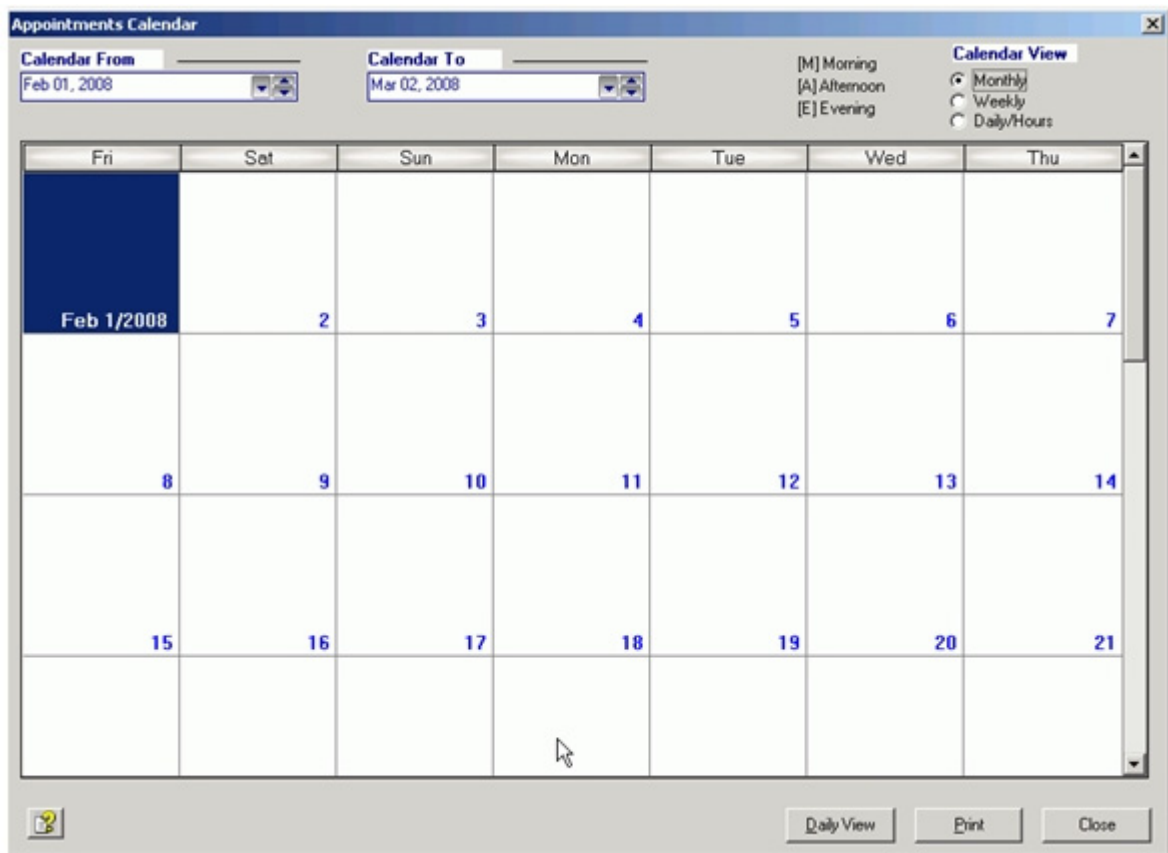 Appointments Calendar
Calendar From
Calendar To
Calendar View
Feb 01, 2008
Mar 02, 2008
[M] Morning
[A] Afternoon
[E] Evening
Monthly
Weekly
Daily/Hours
Fri Sat Sun Mon Tue Wed Thu
Feb 1/2008 2 3 4 5 6 7
8 9 10 11 12 13 14
15 16 17 18 19 20 21
Daily View Print Close